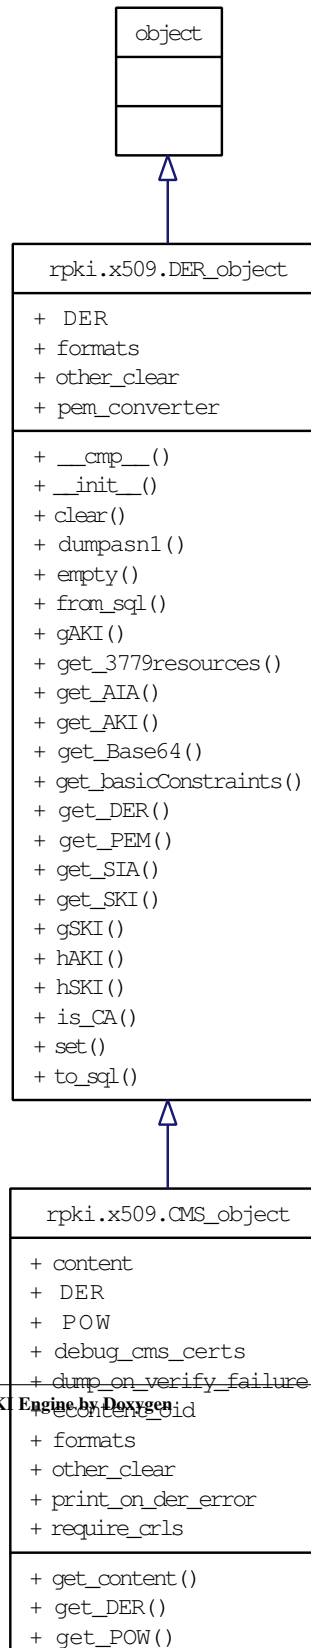 object
rpki.x509.DER_object
+ DER
+ formats
+ other_clear
+ pem_converter
+ __cmp__()
+ __init__()
+ clear()
+ dumpasn1()
+ empty()
+ from_sql()
+ gAKI()
+ get_3779resources()
+ get_AIA()
+ get_AKI()
+ get_Base64()
+ get_basicConstraints()
+ get_DER()
+ get_PEM()
+ get_SIA()
+ get_SKI()
+ gSKI()
+ hAKI()
+ hSKI()
+ is_CA()
+ set()
+ to_sql()
rpki.x509.CMS_object
+ content
+ DER
+ POW
+ debug_cms_certs
+ dump_on_verify_failure
KI Engine by Doxygen
+ econtent_oid
+ formats
+ other_clear
+ print_on_der_error
+ require_crls
+ get_content()
+ get_DER()
+ get_POW()